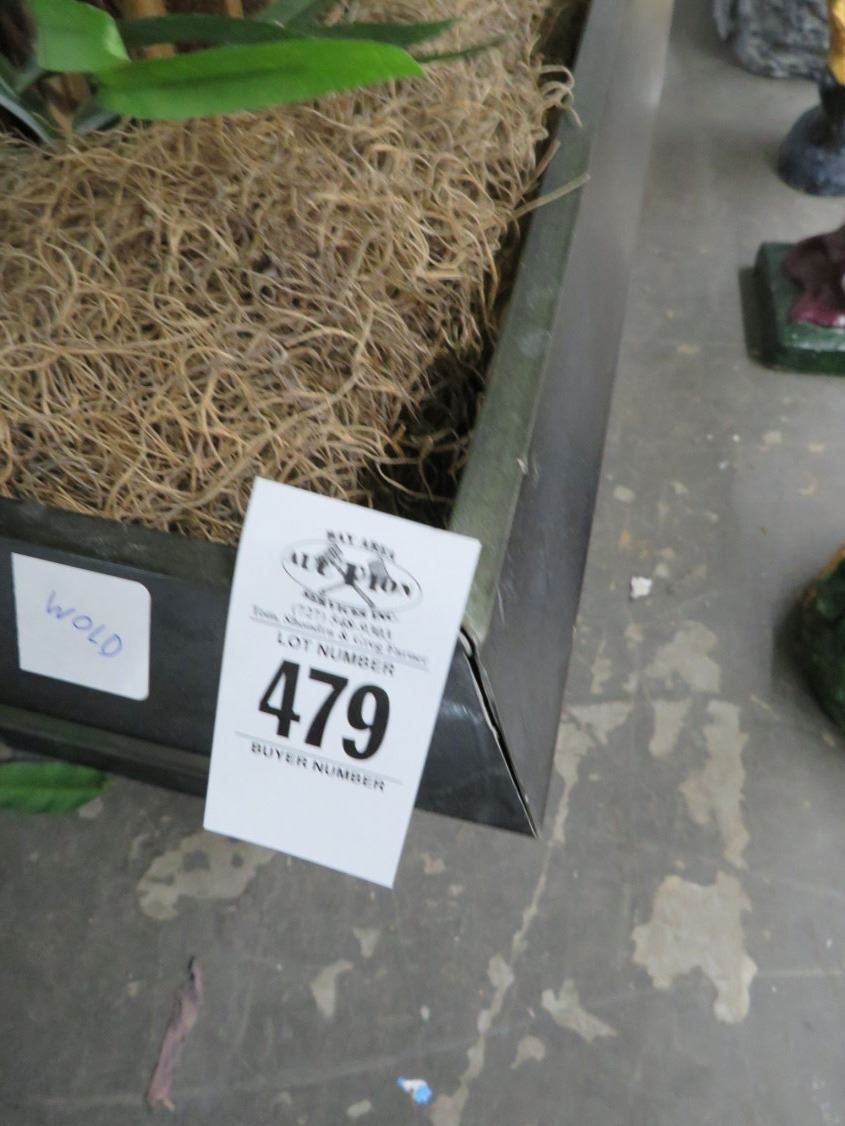 WOLD
BAY AREA
AUCTION
SERVICES INC.
LOT NUMBER
479
BUYER NUMBER